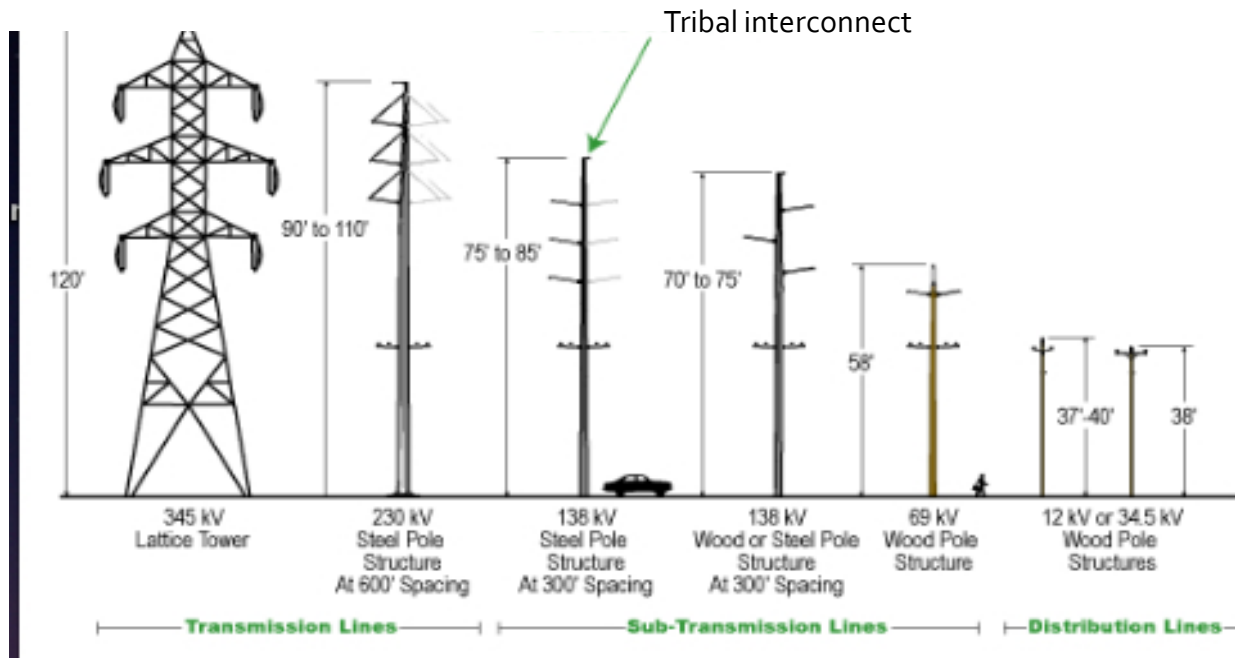 Tribal interconnect
120'
90' to 110'
75' to 85'
70' to 75'
58'
37'-40'
38'
345 kV
Lattice Tower
230 kV
Steel Pole
Structure
At 600' Spacing
138 kV
Steel Pole
Structure
At 300' Spacing
138 kV
Wood or Steel Pole
Structure
At 300' Spacing
69 kV
Wood Pole
Structure
12 kV or 34.5 kV
Wood Pole
Structures
Transmission Lines
Sub-Transmission Lines
Distribution Lines